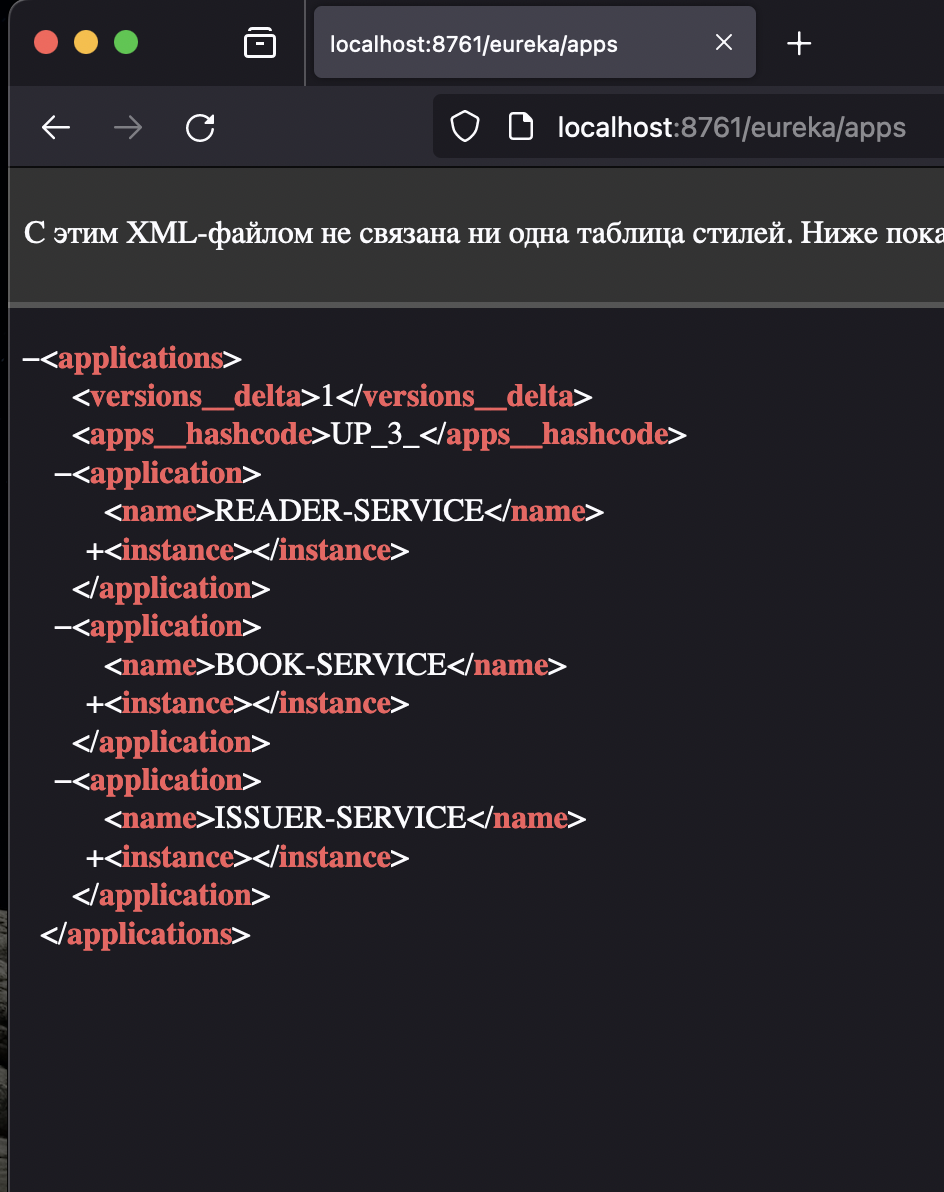 localhost:8761/eureka/apps
localhost:8761/eureka/apps
С этим XML-файлом не связана ни одна таблица стилей. Ниже
–<applications>
<versions__delta>1</versions__delta>
<apps__hashcode>UP_3_</apps__hashcode>
–<application>
<name>READER-SERVICE</name>
+<instance></instance>
</application>
–<application>
<name>BOOK-SERVICE</name>
+<instance></instance>
</application>
–<application>
<name>ISSUER-SERVICE</name>
+<instance></instance>
</application>
</applications>